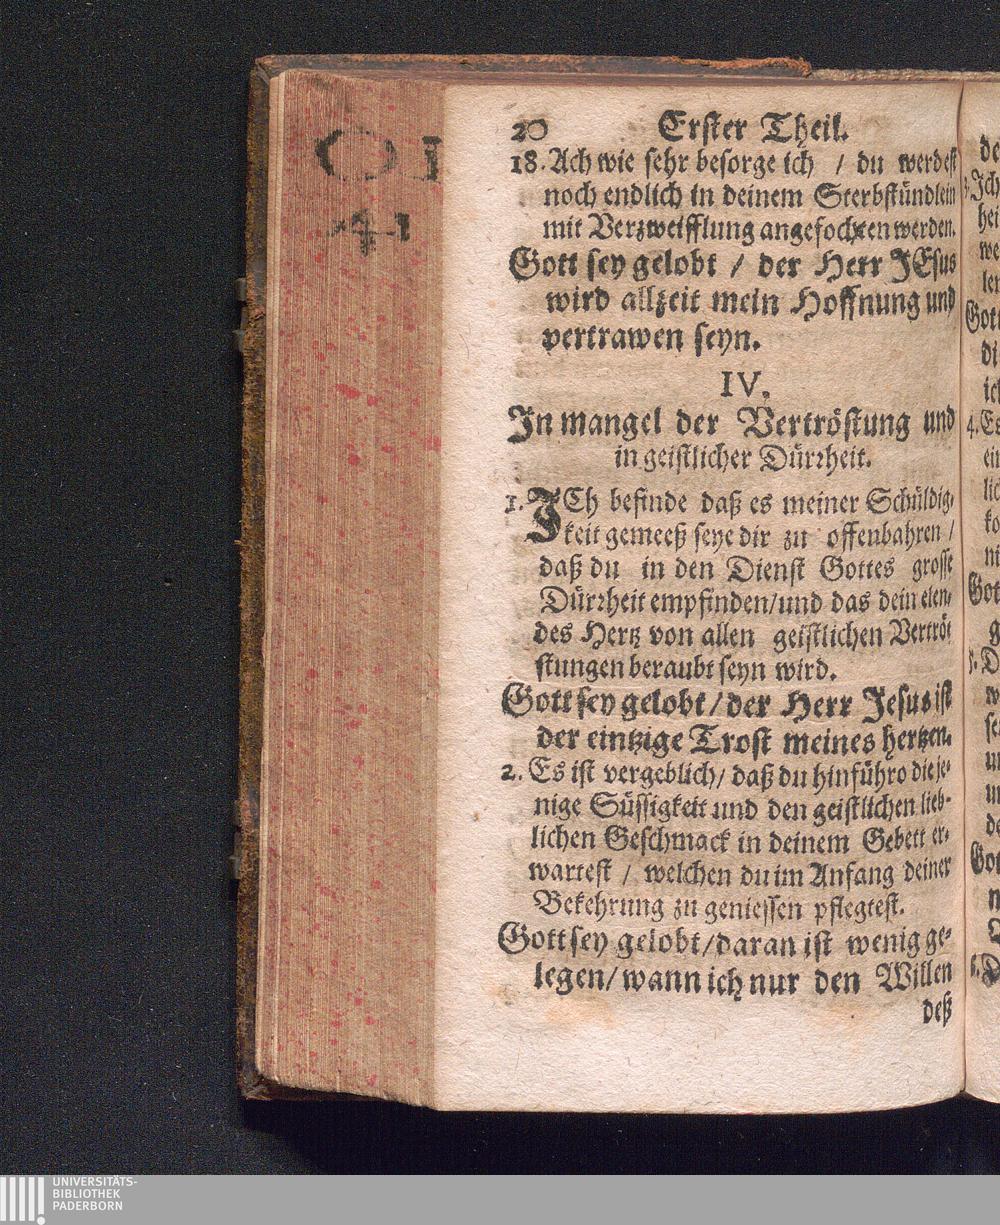 20 Erster Theil.
18. Ach wie sehr besorge ich / du werdest
noch endlich in deinem Sterbstündlein
mit Verzweifflung angefochten werden.
Gott sey gelobt / der Herr JEsus
wird allzeit mein Hoffnung und
vertrawen seyn.
IV.
In mangel der Vertröstung und
in geistlicher Dürꝛheit.
1. ICh befinde daß es meiner Schüldig-
keit gemeeß seye dir zu offenbahren /
daß du in den Dienst Gottes grosse
Dürꝛheit empfinden/und das dein elen-
des Hertz von allen geistlichen Vertrö-
stungen beraubt seyn wird.
Gott sey gelobt/der Herr Jesus ist
der eintzige Trost meines hertzen.
2. Es ist vergeblich/ daß du hinführo die je-
nige Süssigkeit und den geistlichen lieb-
lichen Geschmack in deinem Gebett er-
wartest / welchen du im Anfang deiner
Bekehrung zu geniessen pflegtest.
Gott sey gelobt/daran ist wenig ge-
legen/wann ich nur den Willen
deß
UNIVERSITÄTS-
BIBLIOTHEK
PADERBORN